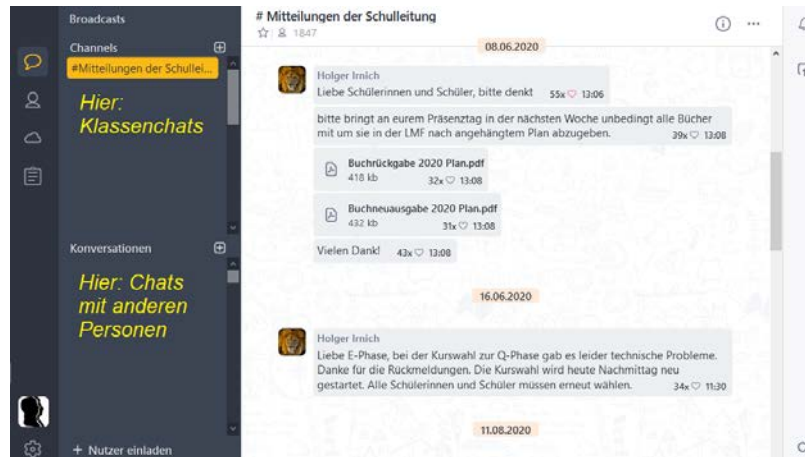 Broadcasts
Channels
#Mitteilungen der Schullei...
Hier:
Klassenchats
Konversationen
Hier: Chats
mit anderen
Personen
+ Nutzer einladen
# Mitteilungen der Schulleitung
1847
08.06.2020
Holger Irnich
Liebe Schülerinnen und Schüler, bitte denkt 55x 13:06
bitte bringt an eurem Präsenztag in der nächsten Woche unbedingt alle Bücher
mit um sie in der LMF nach angehängtem Plan abzugeben. 39x 13:08
Buchrückgabe 2020 Plan.pdf
418 kb 32x 13:08
Buchneuausgabe 2020 Plan.pdf
432 kb 31x 13:08
Vielen Dank! 43x 13:08
16.06.2020
Holger Irnich
Liebe E-Phase, bei der Kurswahl zur Q-Phase gab es leider technische Probleme.
Danke für die Rückmeldungen. Die Kurswahl wird heute Nachmittag neu
gestartet. Alle Schülerinnen und Schüler müssen erneut wählen. 34x 11:30
11.08.2020